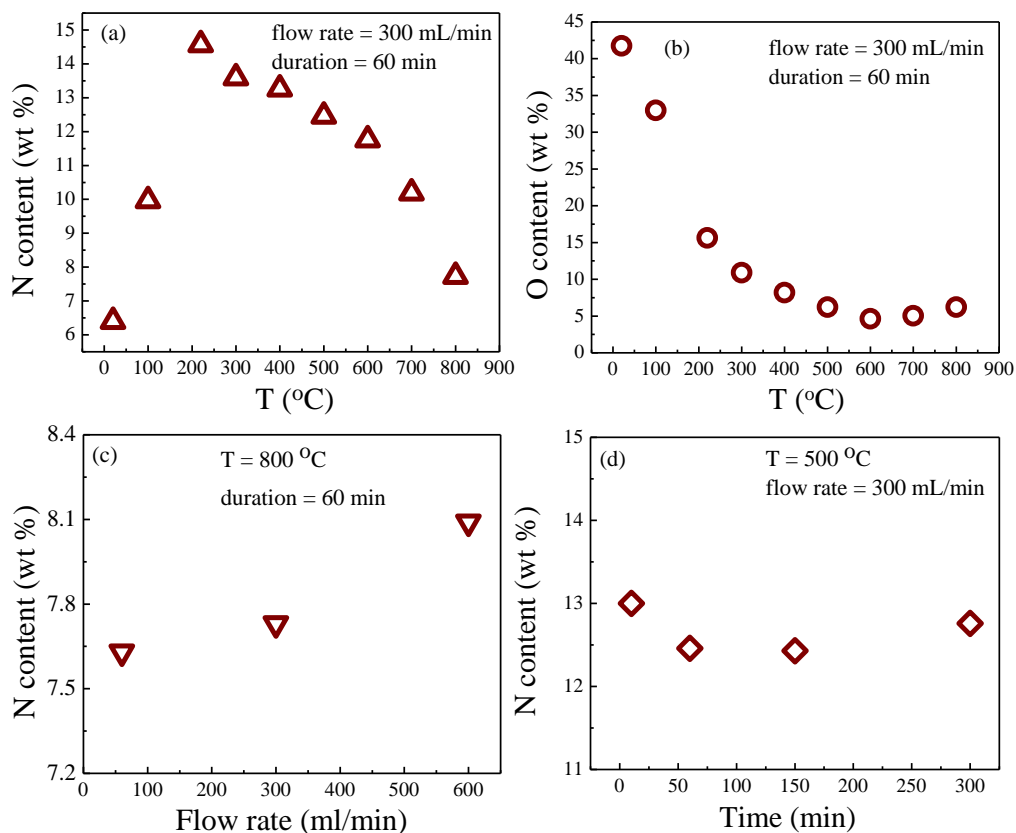 (a)
flow rate = 300 mL/min
duration = 60 min
N content (wt %)
15
14
13
12
11
10
9
8
7
6
0 100 200 300 400 500 600 700 800 900
T (°C)
(b)
flow rate = 300 mL/min
duration = 60 min
O content (wt %)
45
40
35
30
25
20
15
10
5
0
0 100 200 300 400 500 600 700 800 900
T (°C)
(c)
T = 800 °C
duration = 60 min
N content (wt %)
8.4
8.1
7.8
7.5
7.2
0 100 200 300 400 500 600
Flow rate (ml/min)
(d)
T = 500 °C
flow rate = 300 mL/min
N content (wt %)
15
14
13
12
11
0 50 100 150 200 250 300
Time (min)